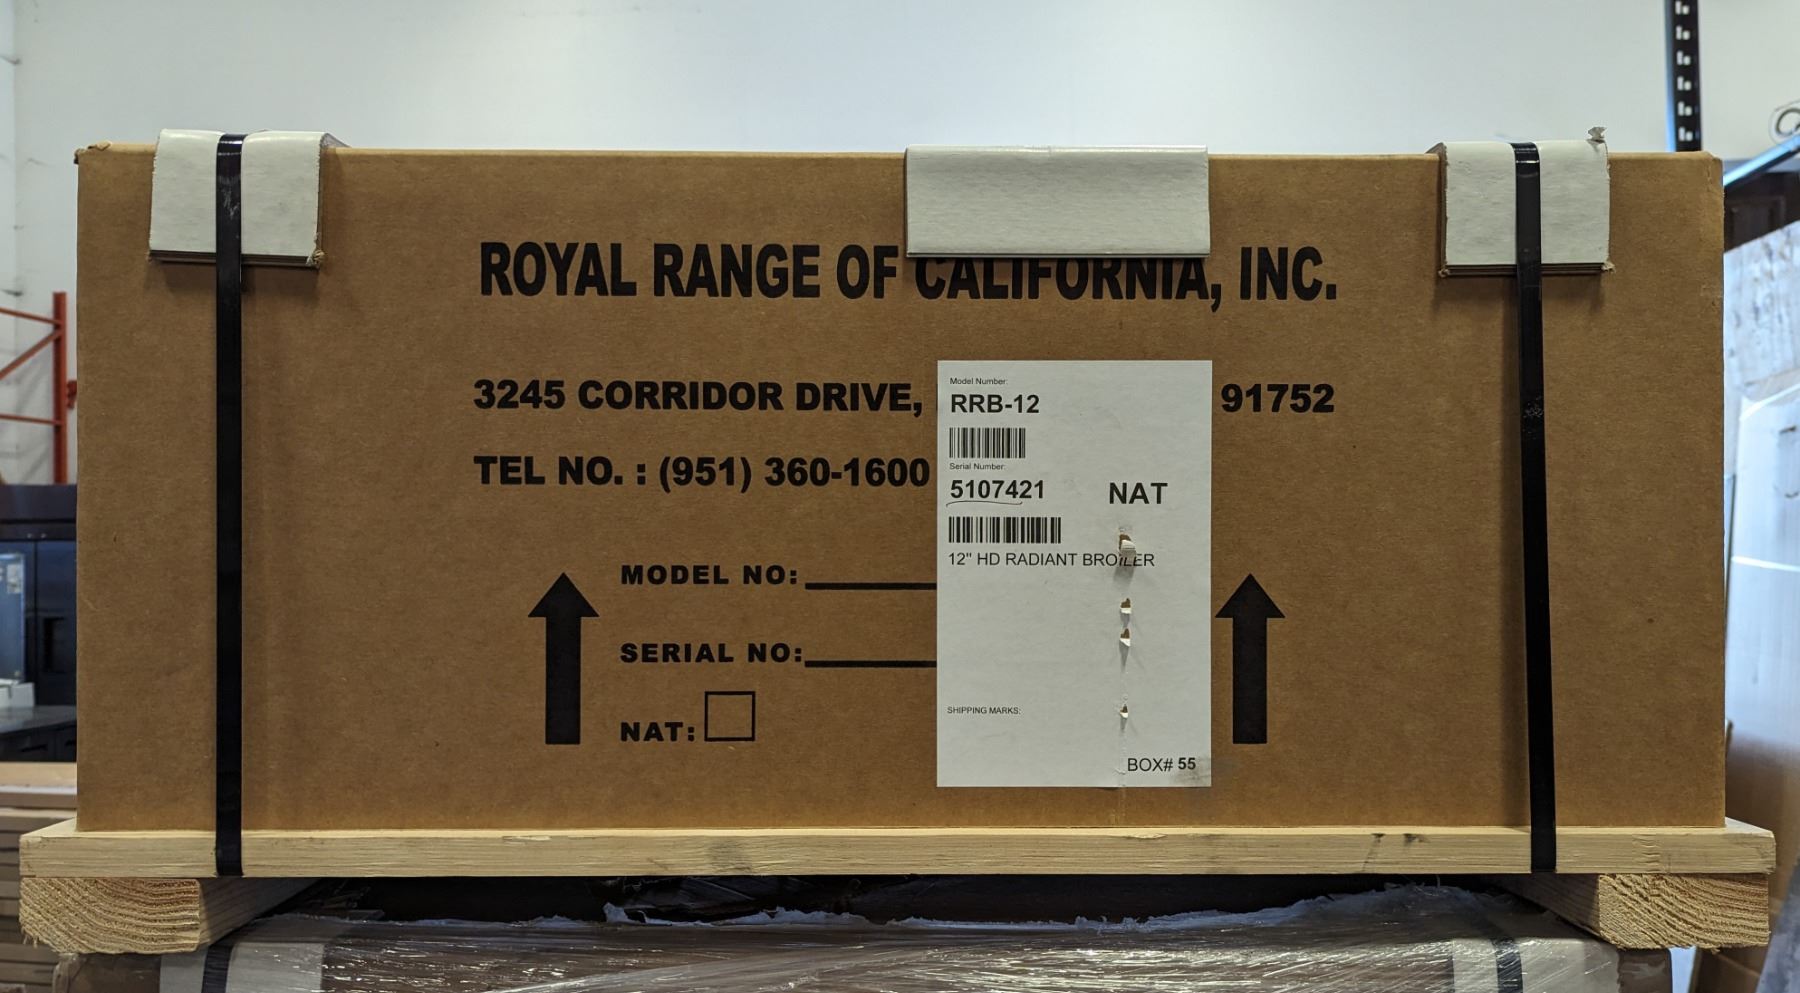 ROYAL RANGE OF CALIFORNIA, INC.
3245 CORRIDOR DRIVE, 91752
TEL NO. : (951) 360-1600
MODEL NO:
SERIAL NO:
NAT:
Model Number:
RRB-12
Serial Number:
5107421 NAT
12" HD RADIANT BROILER
SHIPPING MARKS:
BOX# 55